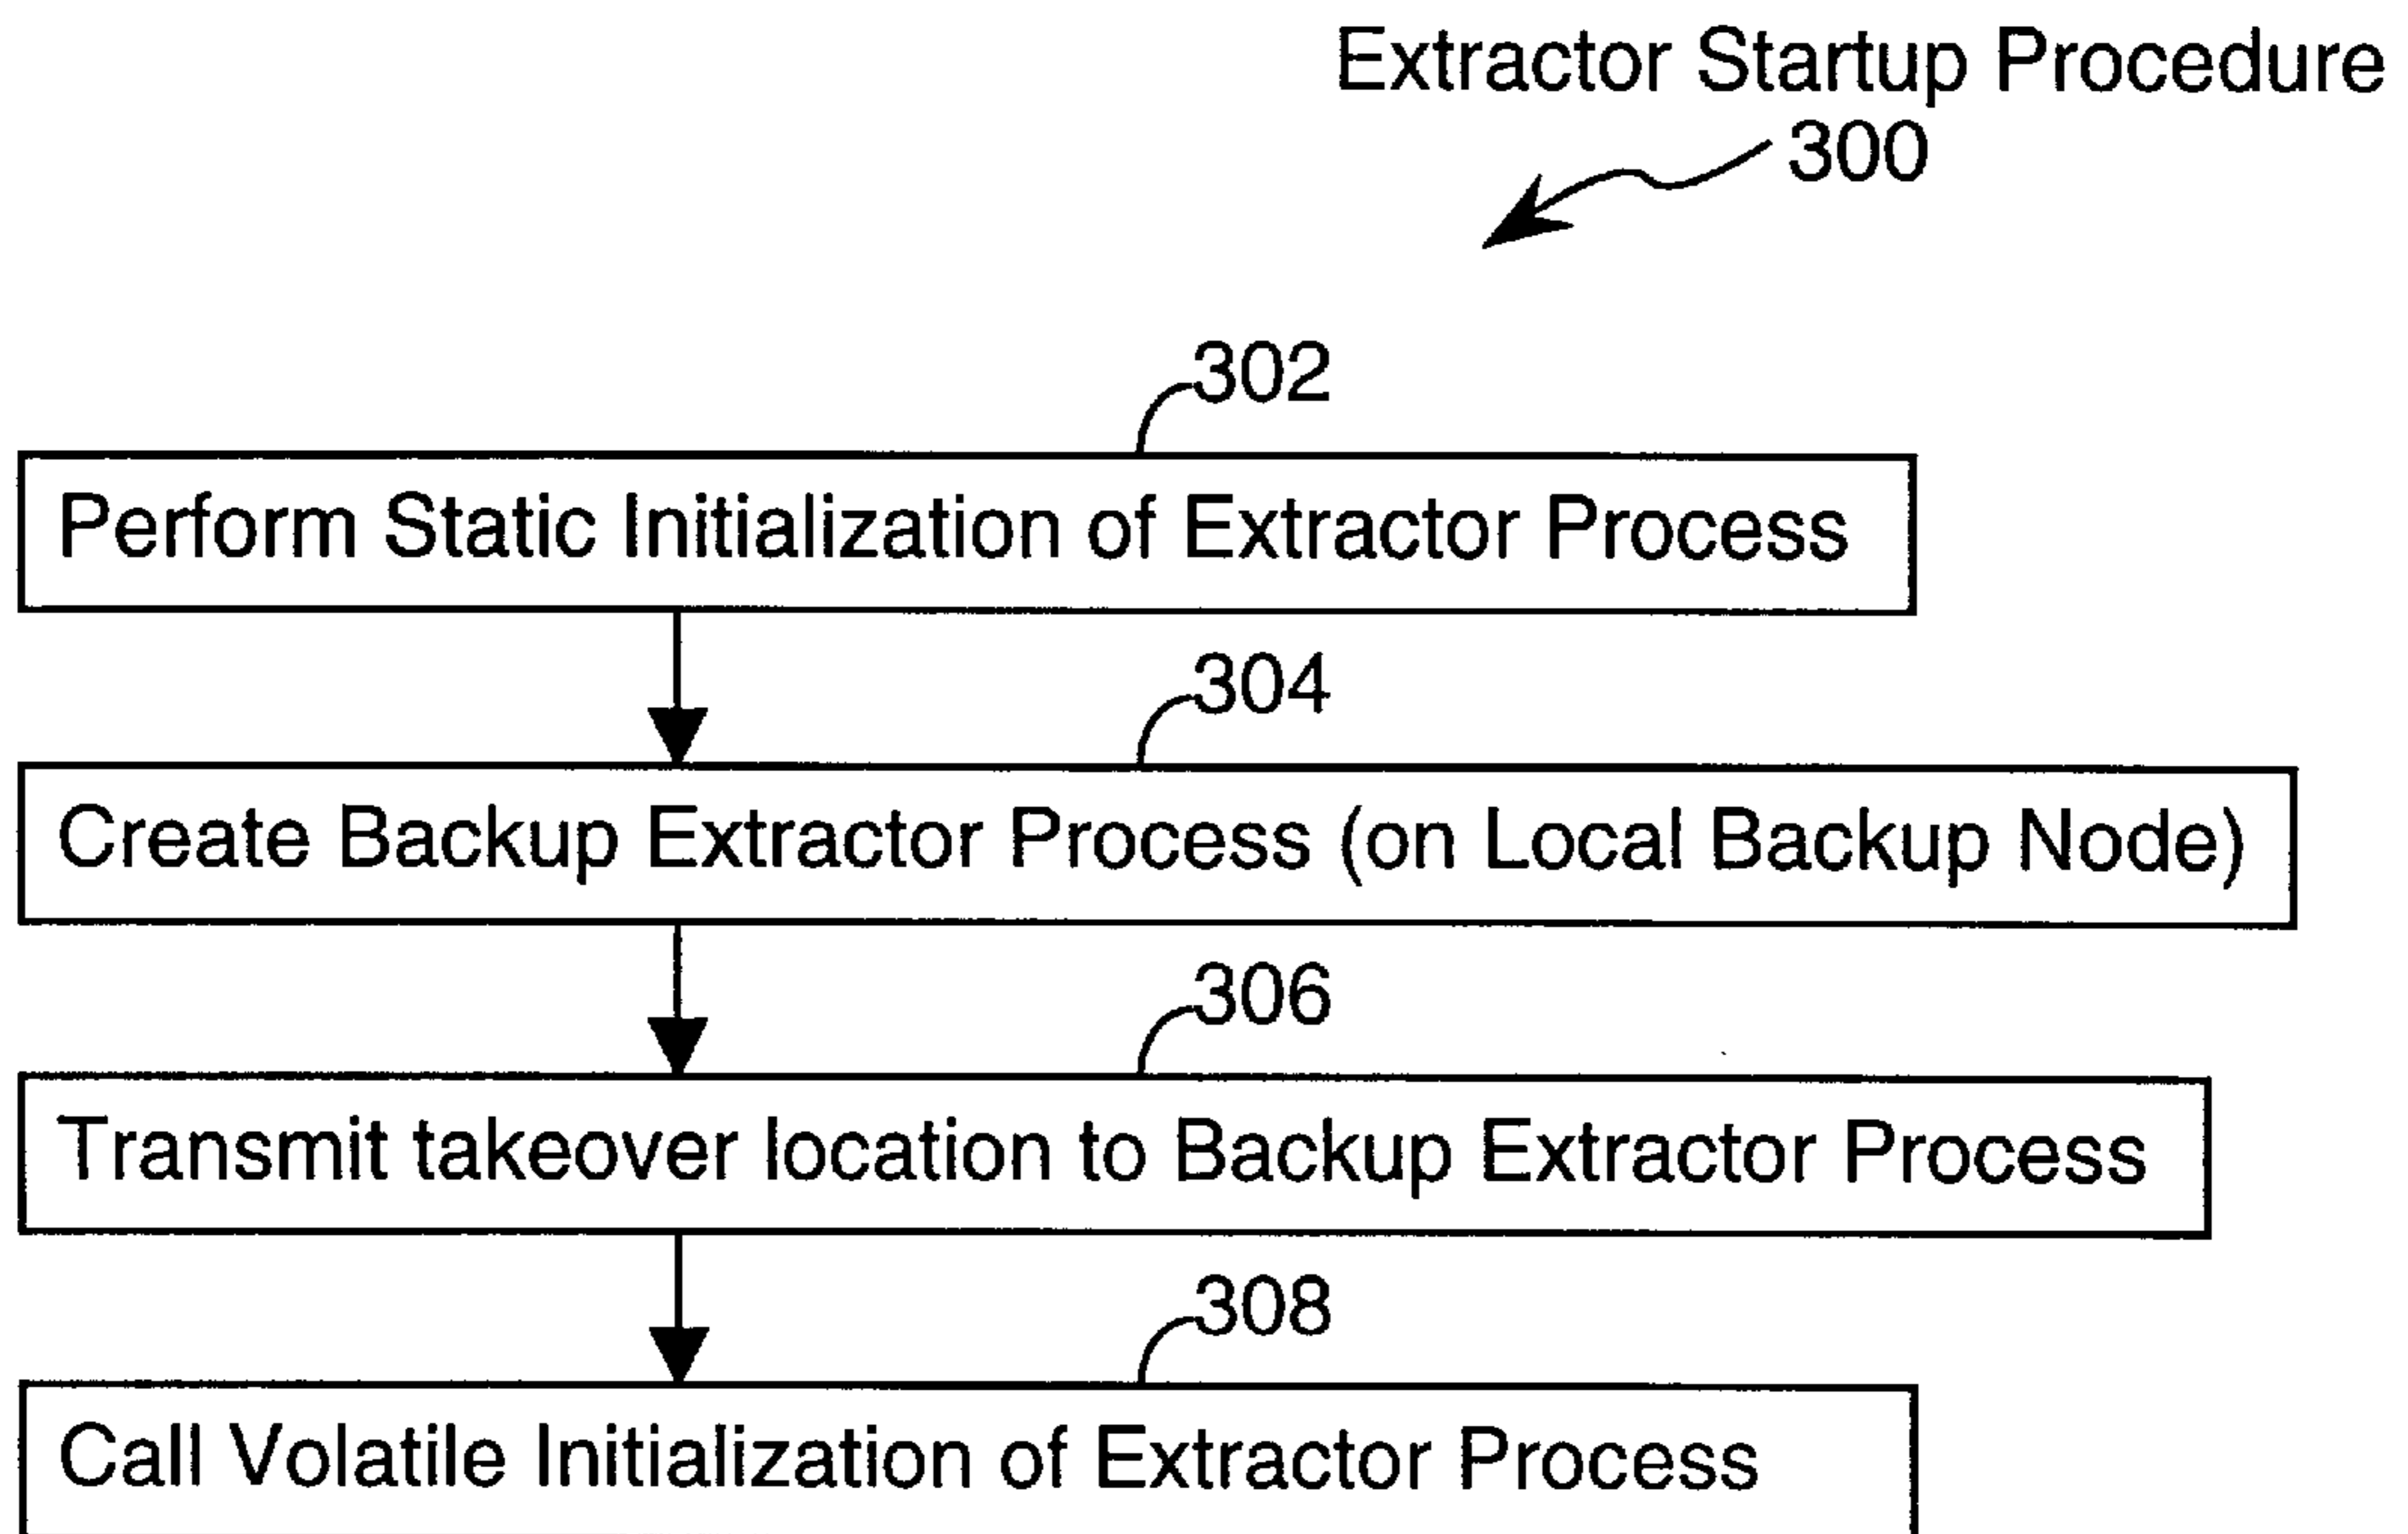 Extractor Startup Procedure
300
302
Perform Static Initialization of Extractor Process
304
Create Backup Extractor Process (on Local Backup Node)
306
Transmit takeover location to Backup Extractor Process
308
Call Volatile Initialization of Extractor Process